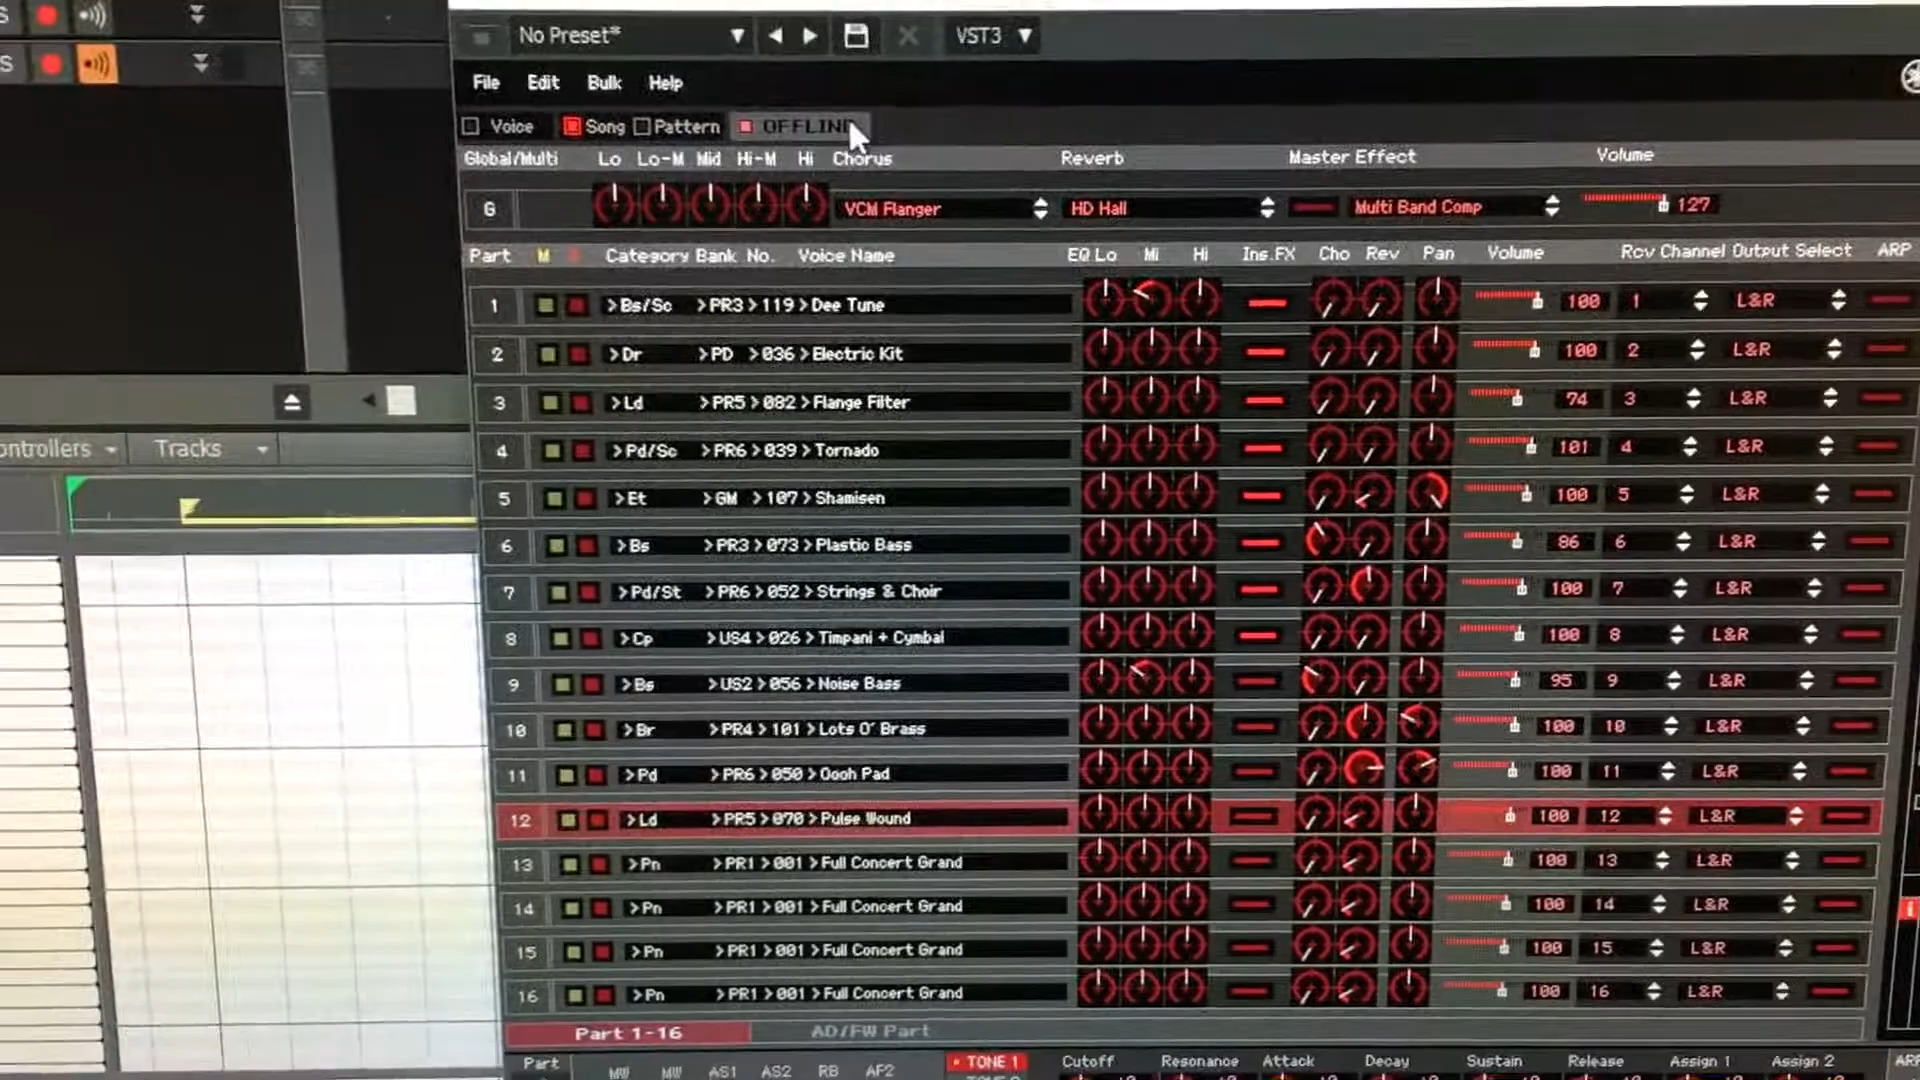 S
No Preset*
VST3
S
File Edit Bulk Help
Voice Song Pattern OFFLINE
Global/Multi Lo Lo-M Mid Hi-M Hi Chorus Reverb Master Effect Volume
G VCM Flanger HD Hall Multi Band Comp 127
Part M Category Bank No. Voice Name EQ Lo Mi Hi Ins.FX Cho Rev Pan Volume Rcv Channel Output Select ARP
1 >Bs/Sc >PR3 >119 >Dee Tune 100 1 L&R
2 >Dr >PD >036 >Electric Kit 100 2 L&R
3 >Ld >PR5 >082 >Flange Filter 74 3 L&R
4 >Pd/Sc >PR6 >039 >Tornado 101 4 L&R
5 >Et >GM >107 >Shamisen 100 5 L&R
6 >Bs >PR3 >073 >Plastic Bass 86 6 L&R
7 >Pd/St >PR6 >052 >Strings & Choir 100 7 L&R
8 >Cp >US4 >026 >Timpani + Cymbal 100 8 L&R
9 >Bs >US2 >056 >Noise Bass 95 9 L&R
10 >Br >PR4 >101 >Lots O' Brass 100 10 L&R
11 >Pd >PR6 >050 >Oooh Pad 100 11 L&R
12 >Ld >PR5 >070 >Pulse Wound 100 12 L&R
13 >Pn >PR1 >001 >Full Concert Grand 100 13 L&R
14 >Pn >PR1 >001 >Full Concert Grand 100 14 L&R
15 >Pn >PR1 >001 >Full Concert Grand 100 15 L&R
16 >Pn >PR1 >001 >Full Concert Grand 100 16 L&R
ontrollers Tracks
Part 1-16 AD/FW Part
Part MW MW AS1 AS2 RB AF2 TONE 1 Cutoff Resonance Attack Decay Sustain Release Assign 1 Assign 2 ARP